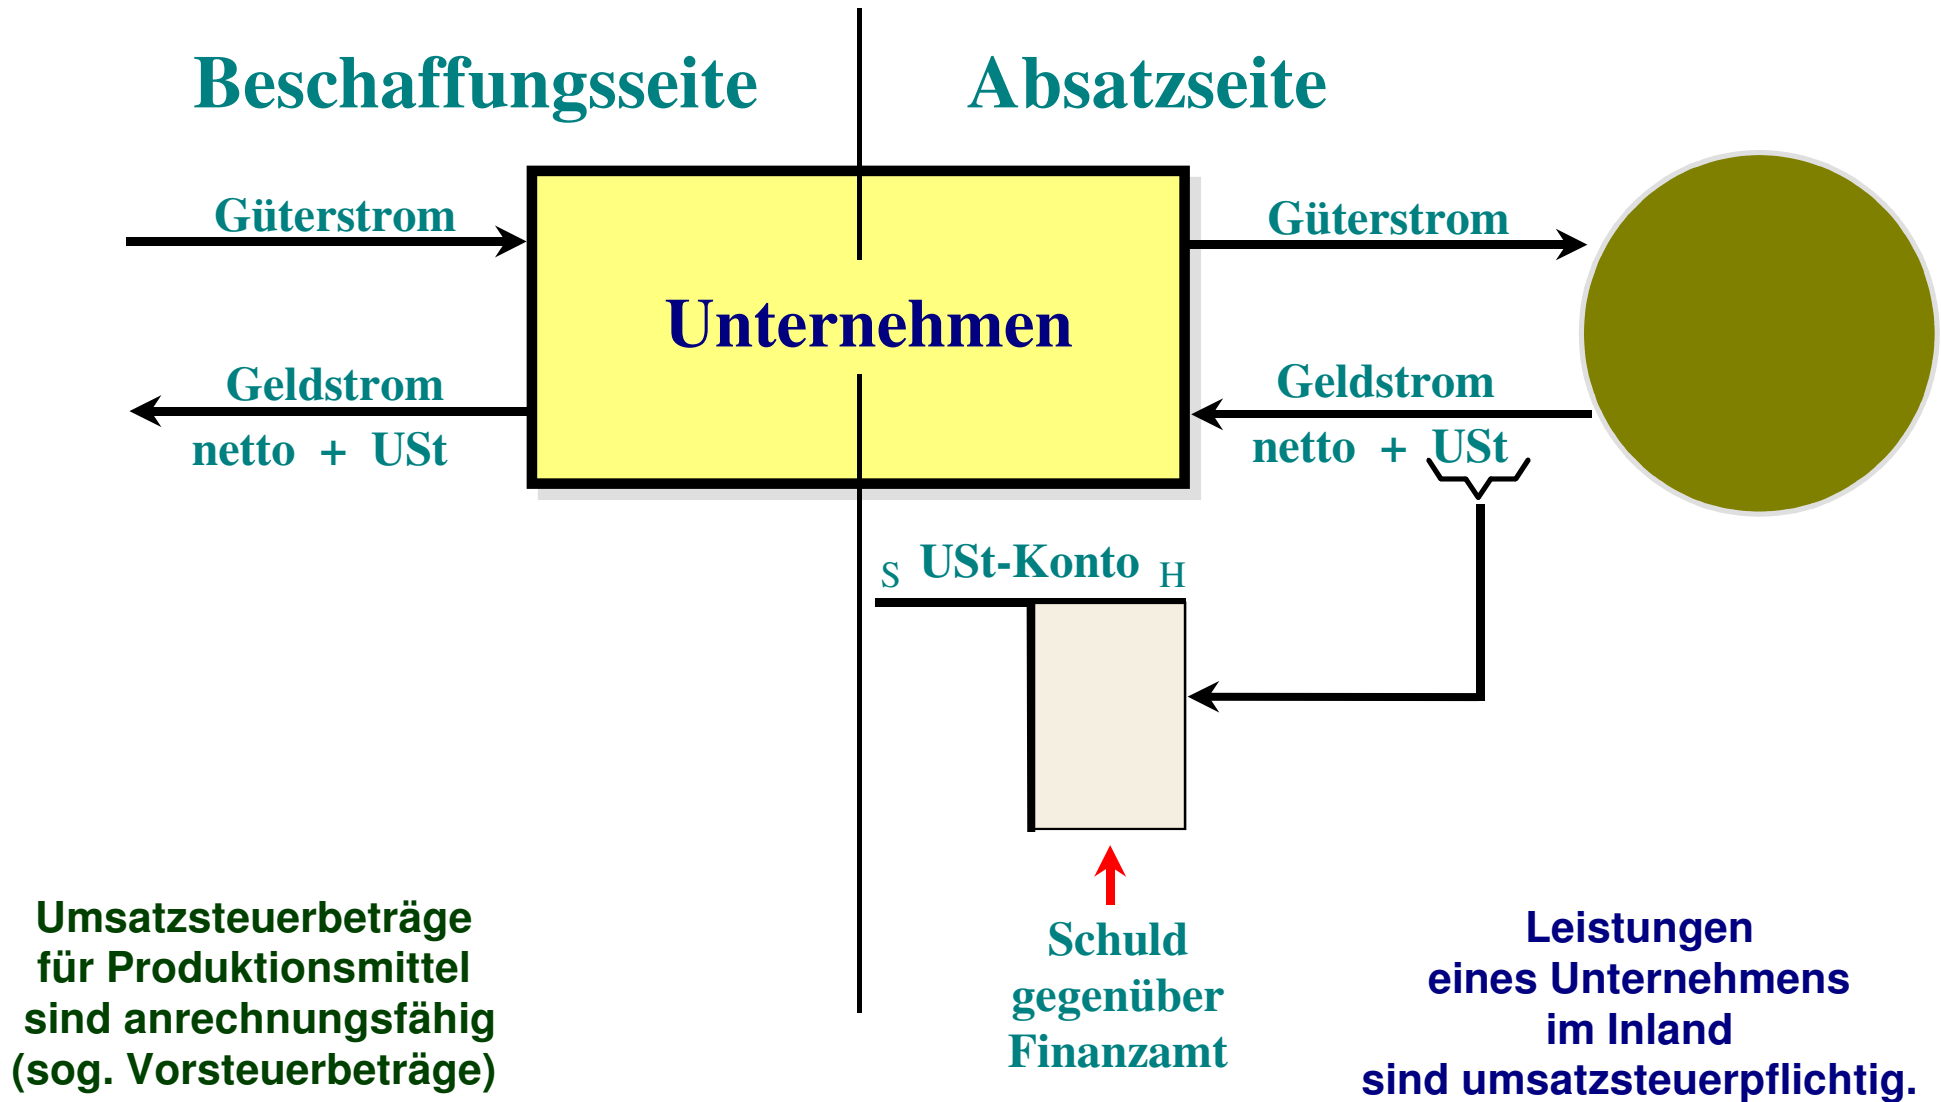 Beschaffungsseite
Absatzseite
Güterstrom
Güterstrom
Unternehmen
Geldstrom
netto + USt
Geldstrom
netto + USt
S USt-Konto H
Schuld
gegenüber
Finanzamt
Umsatzsteuerbeträge
für Produktionsmittel
sind anrechnungsfähig
(sog. Vorsteuerbeträge)
Leistungen
eines Unternehmens
im Inland
sind umsatzsteuerpflichtig.